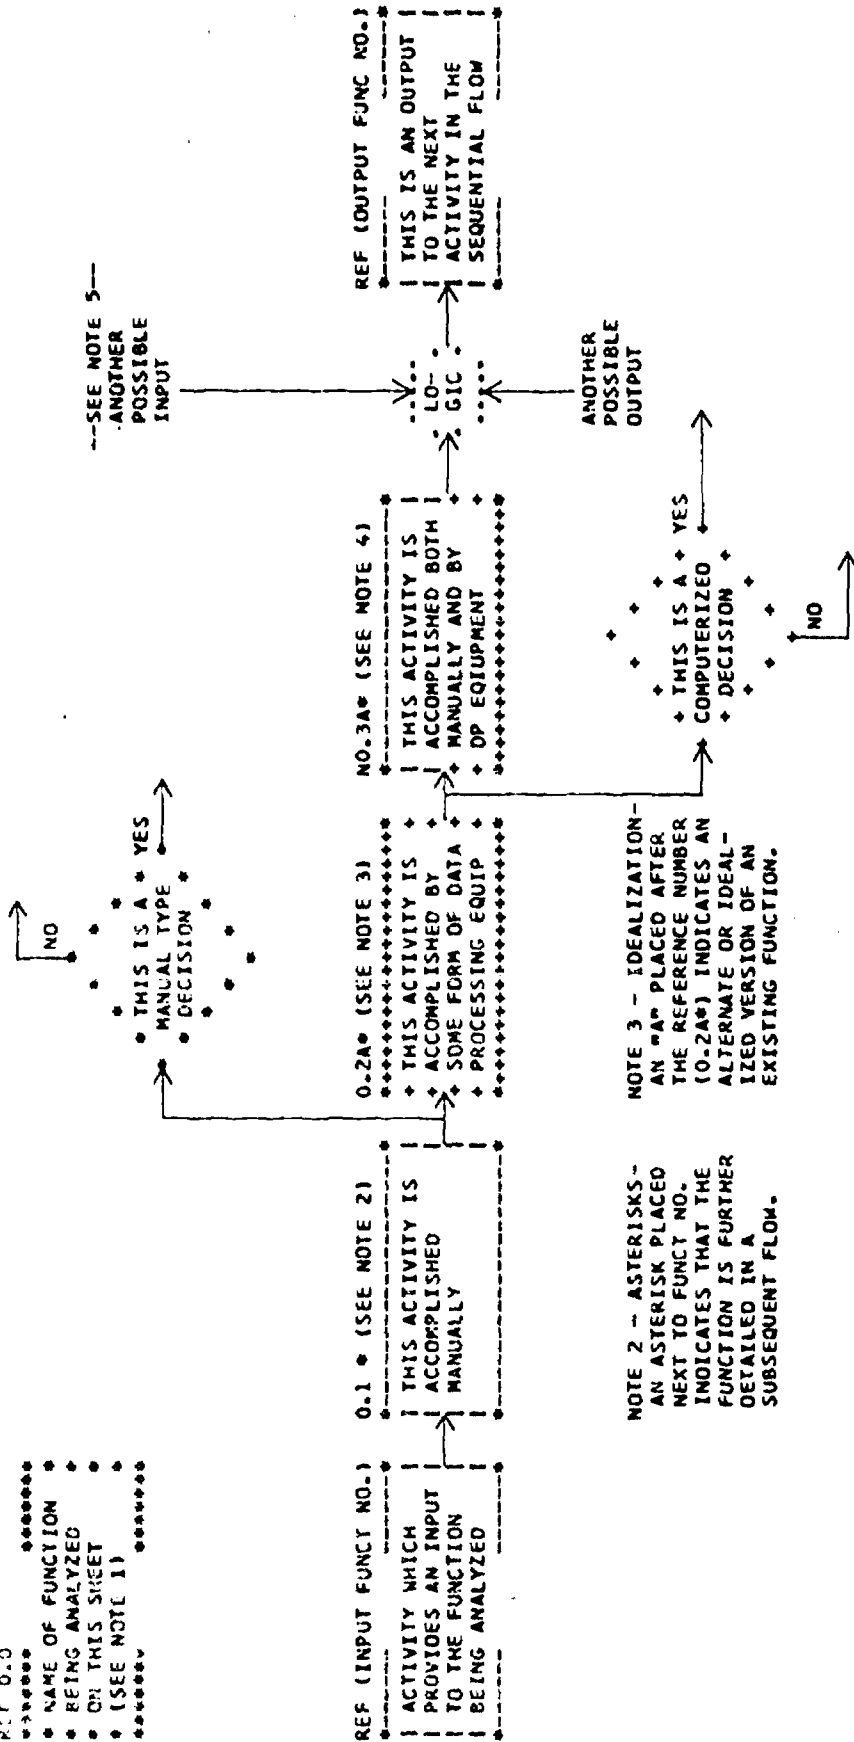 REF 0.0
NAME OF FUNCTION
BEING ANALYZED
ON THIS SHEET
(SEE NOTE 1)
REF (INPUT FUNCT NO.)
ACTIVITY WHICH
PROVIDES AN INPUT
TO THE FUNCTION
BEING ANALYZED
0.1 * (SEE NOTE 2)
THIS ACTIVITY IS
ACCOMPLISHED
MANUALLY
NO
THIS IS A * YES
MANUAL TYPE
DECISION
0.2A* (SEE NOTE 3)
THIS ACTIVITY IS
ACCOMPLISHED BY
SOME FORM OF DATA
PROCESSING EQUIP
NO.3A* (SEE NOTE 4)
THIS ACTIVITY IS
ACCOMPLISHED BOTH
MANUALLY AND BY
DP EQIUPMENT
THIS IS A + YES
COMPUTERIZED
DECISION
NO
--SEE NOTE 5--
ANOTHER
POSSIBLE
INPUT
LO-
GIC
ANOTHER
POSSIBLE
OUTPUT
REF (OUTPUT FUNC NO.)
THIS IS AN OUTPUT
TO THE NEXT
ACTIVITY IN THE
SEQUENTIAL FLOW
NOTE 2 - ASTERISKS-
AN ASTERISK PLACED
NEXT TO FUNCT NO.
INDICATES THAT THE
FUNCTION IS FURTHER
DETAILED IN A
SUBSEQUENT FLOW.
NOTE 3 - IDEALIZATION-
AN "A" PLACED AFTER
THE REFERENCE NUMBER
(0.2A*) INDICATES AN
ALTERNATE OR IDEAL-
IZED VERSION OF AN
EXISTING FUNCTION.